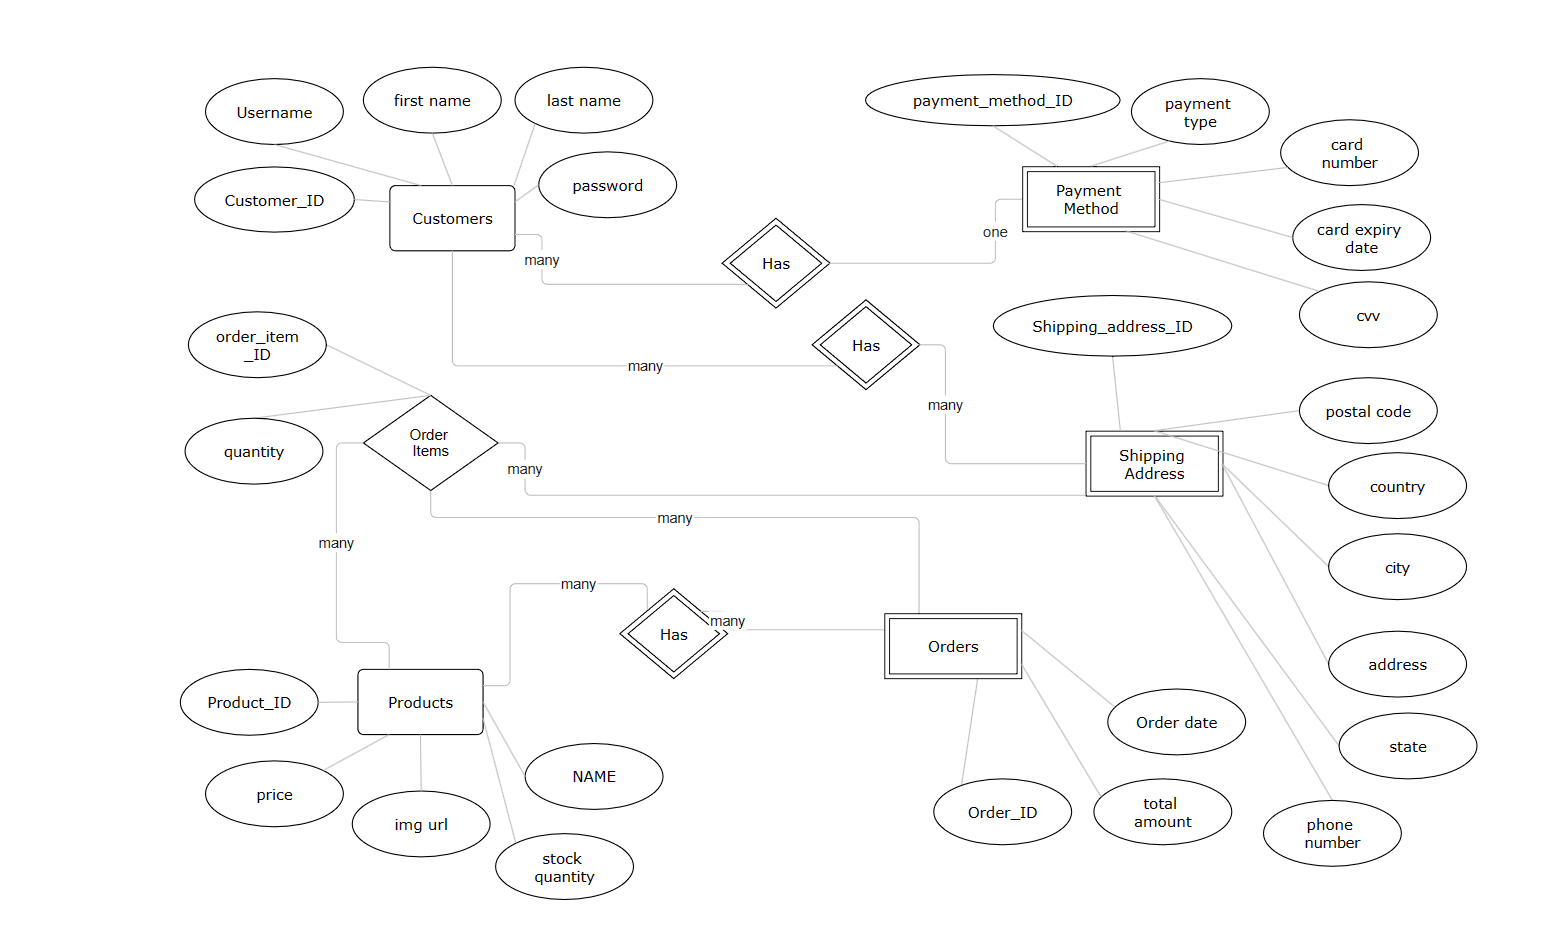 Username
first name
last name
Customer_ID
password
Customers
many
many
Has
one
payment_method_ID
payment
type
card
number
Payment
Method
card expiry
date
cvv
Has
many
Shipping_address_ID
order_item
_ID
quantity
Order
Items
many
many
many
postal code
Shipping
Address
country
city
address
state
phone
number
many
Has
many
Orders
Order date
Order_ID
total
amount
Product_ID
Products
price
img url
NAME
stock
quantity